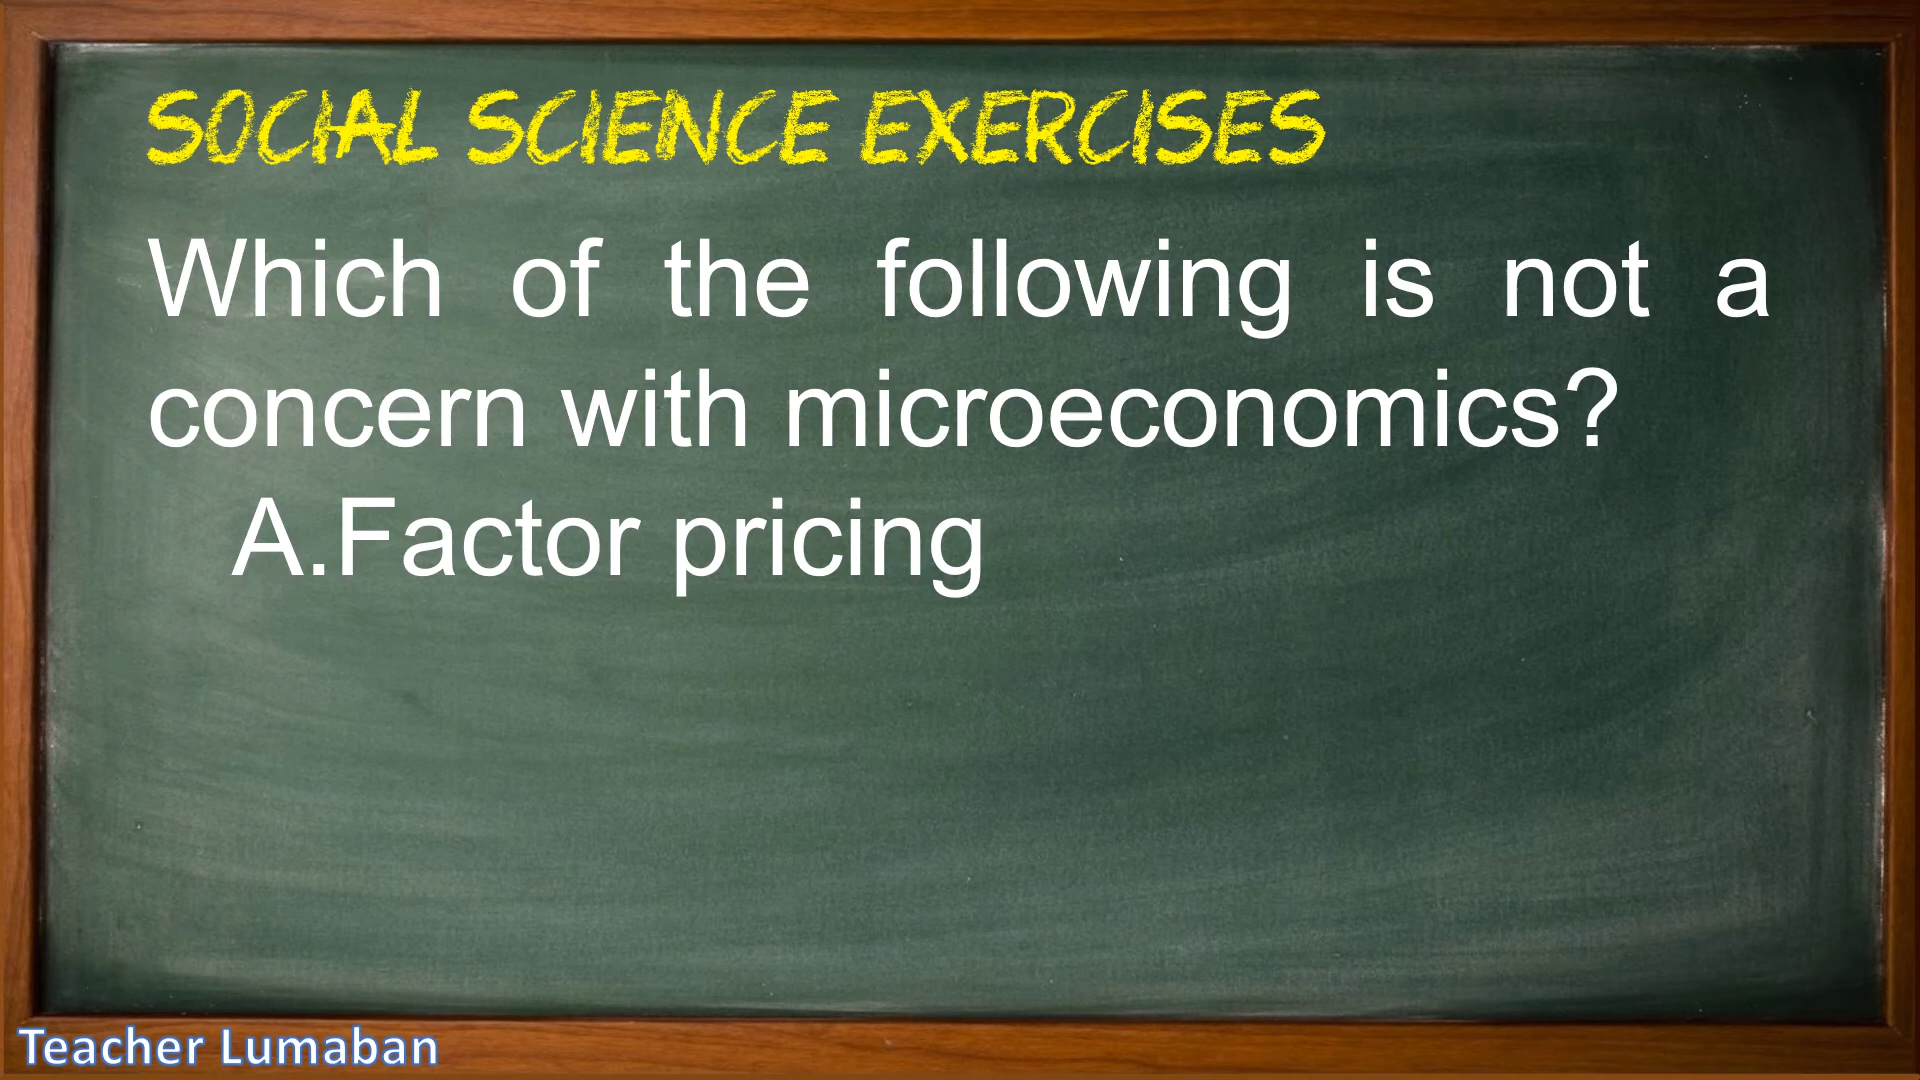 SOCIAL SCIENCE EXERCISES
Which of the following is not a
concern with microeconomics?
A.Factor pricing
Teacher Lumaban